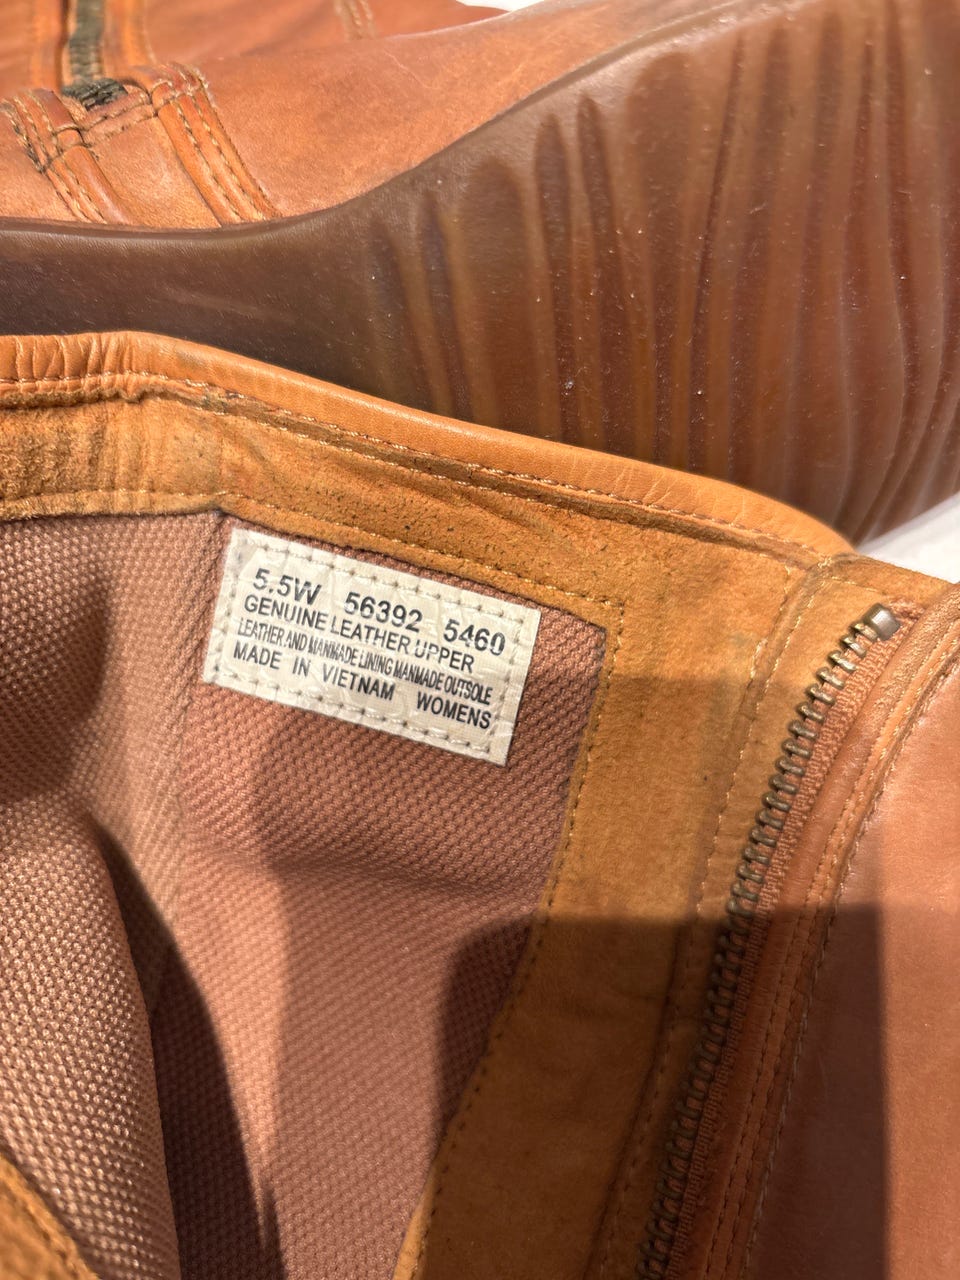 5.5W 56392 5460
GENUINE LEATHER UPPER
LEATHER AND MANMADE LINING MANMADE OUTSOLE
MADE IN VIETNAM WOMENS